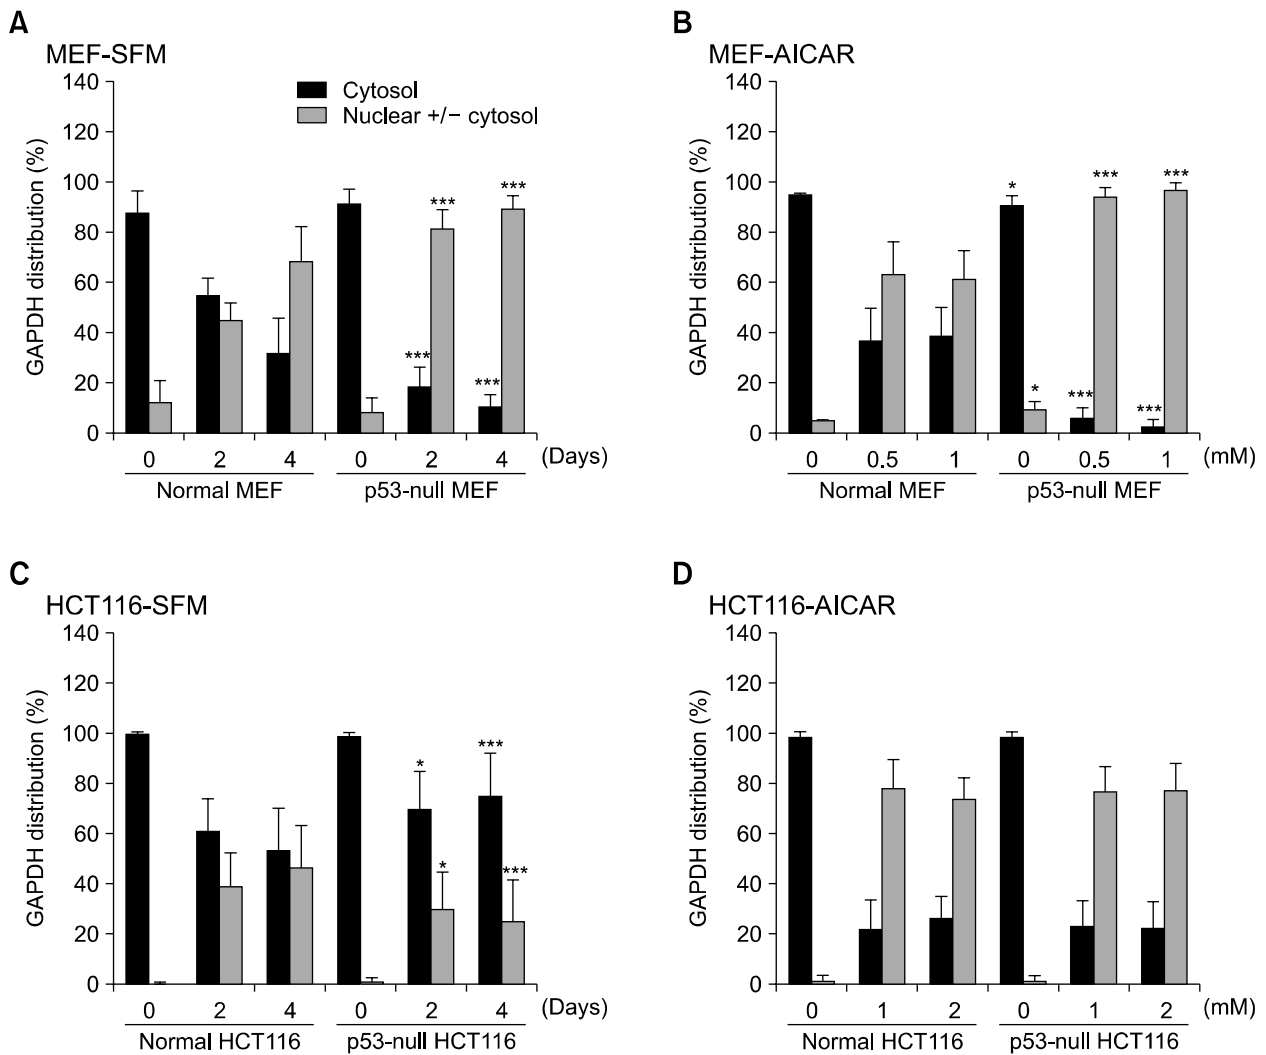 A
MEF-SFM
GAPDH distribution (%)
140
120
100
80
60
40
20
0
Cytosol
Nuclear +/− cytosol
***
***
***
***
0 2 4 0 2 4 (Days)
Normal MEF p53-null MEF
B
MEF-AICAR
GAPDH distribution (%)
140
120
100
80
60
40
20
0
*
***
***
*
***
***
0 0.5 1 0 0.5 1 (mM)
Normal MEF p53-null MEF
C
HCT116-SFM
GAPDH distribution (%)
140
120
100
80
60
40
20
0
*
***
*
***
0 2 4 0 2 4 (Days)
Normal HCT116 p53-null HCT116
D
HCT116-AICAR
GAPDH distribution (%)
140
120
100
80
60
40
20
0
0 1 2 0 1 2 (mM)
Normal HCT116 p53-null HCT116